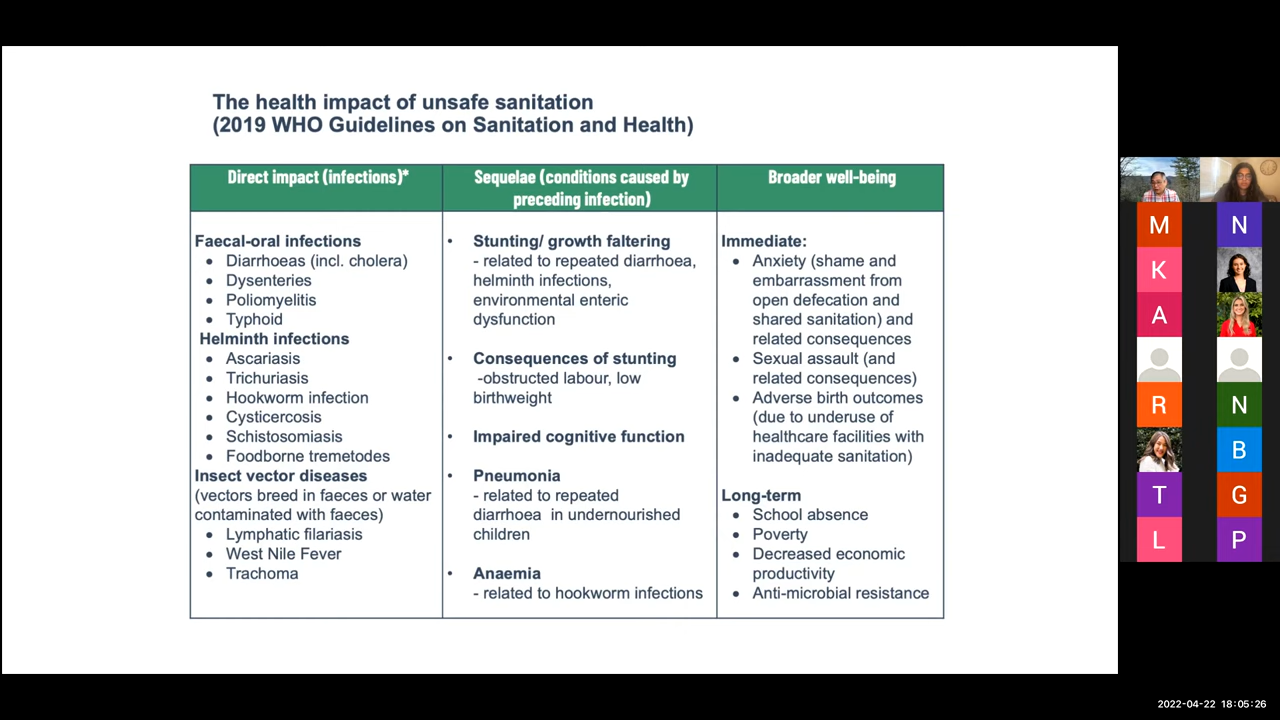 The health impact of unsafe sanitation
(2019 WHO Guidelines on Sanitation and Health)
Direct impact (infections)*
Faecal-oral infections
• Diarrhoeas (incl. cholera)
• Dysenteries
• Poliomyelitis
• Typhoid
Helminth infections
• Ascariasis
• Trichuriasis
• Hookworm infection
• Cysticercosis
• Schistosomiasis
• Foodborne tremetodes
Insect vector diseases
(vectors breed in faeces or water
contaminated with faeces)
• Lymphatic filariasis
• West Nile Fever
• Trachoma
Sequelae (conditions caused by
preceding infection)
• Stunting/ growth faltering
- related to repeated diarrhoea,
helminth infections,
environmental enteric
dysfunction
• Consequences of stunting
-obstructed labour, low
birthweight
• Impaired cognitive function
• Pneumonia
- related to repeated
diarrhoea in undernourished
children
• Anaemia
- related to hookworm infections
Broader well-being
Immediate:
• Anxiety (shame and
embarrassment from
open defecation and
shared sanitation) and
related consequences
• Sexual assault (and
related consequences)
• Adverse birth outcomes
(due to underuse of
healthcare facilities with
inadequate sanitation)
Long-term
• School absence
• Poverty
• Decreased economic
productivity
• Anti-microbial resistance
M
N
K
A
R
N
B
T
G
L
P
2022-04-22 18:05:26